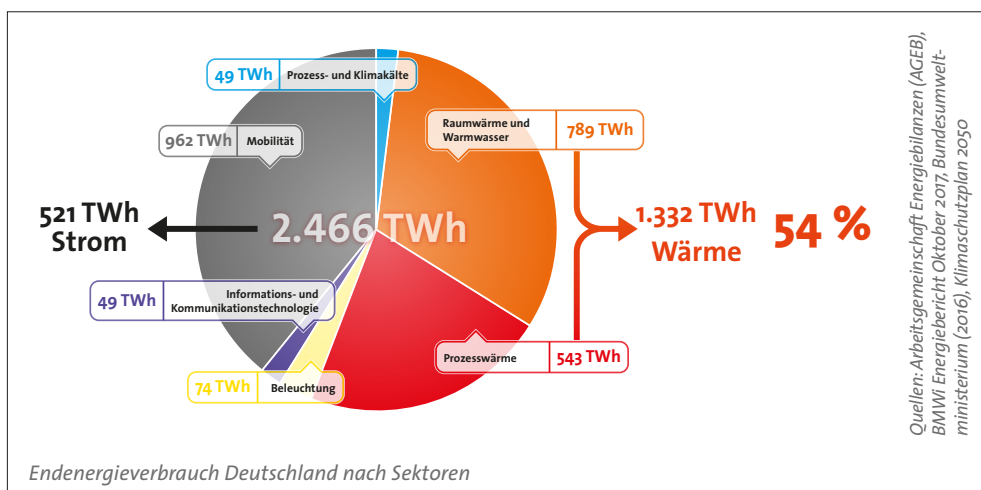 49 TWh
Prozess- und Klimakälte
962 TWh
Mobilität
Raumwärme und
Warmwasser
789 TWh
521 TWh
Strom
2.466 TWh
1.332 TWh
Wärme
54 %
49 TWh
Informations- und
Kommunikationstechnologie
Prozesswärme
543 TWh
74 TWh
Beleuchtung
Quellen: Arbeitsgemeinschaft Energiebilanzen (AGEB),
BMWi Energiebericht Oktober 2017, Bundesumwelt-
ministerium (2016), Klimaschutzplan 2050
Endenergieverbrauch Deutschland nach Sektoren